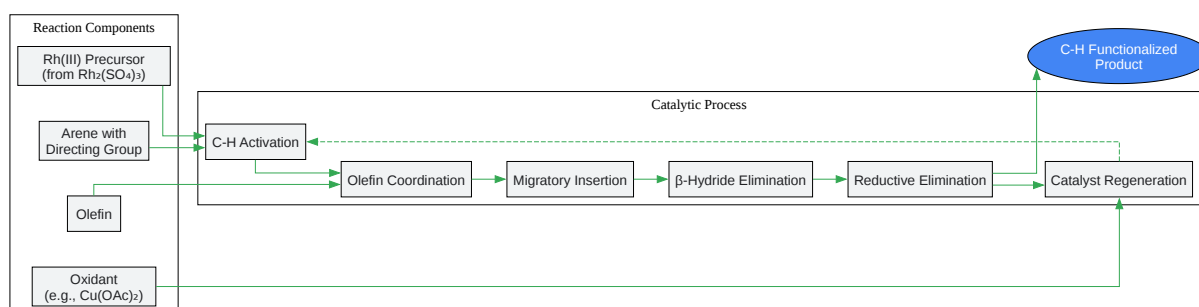 Reaction Components
Rh(III) Precursor
(from Rh₂(SO₄)₃)
Arene with
Directing Group
Olefin
Oxidant
(e.g., Cu(OAc)₂)
Catalytic Process
C-H Activation
Olefin Coordination
Migratory Insertion
β-Hydride Elimination
Reductive Elimination
Catalyst Regeneration
C-H Functionalized
Product